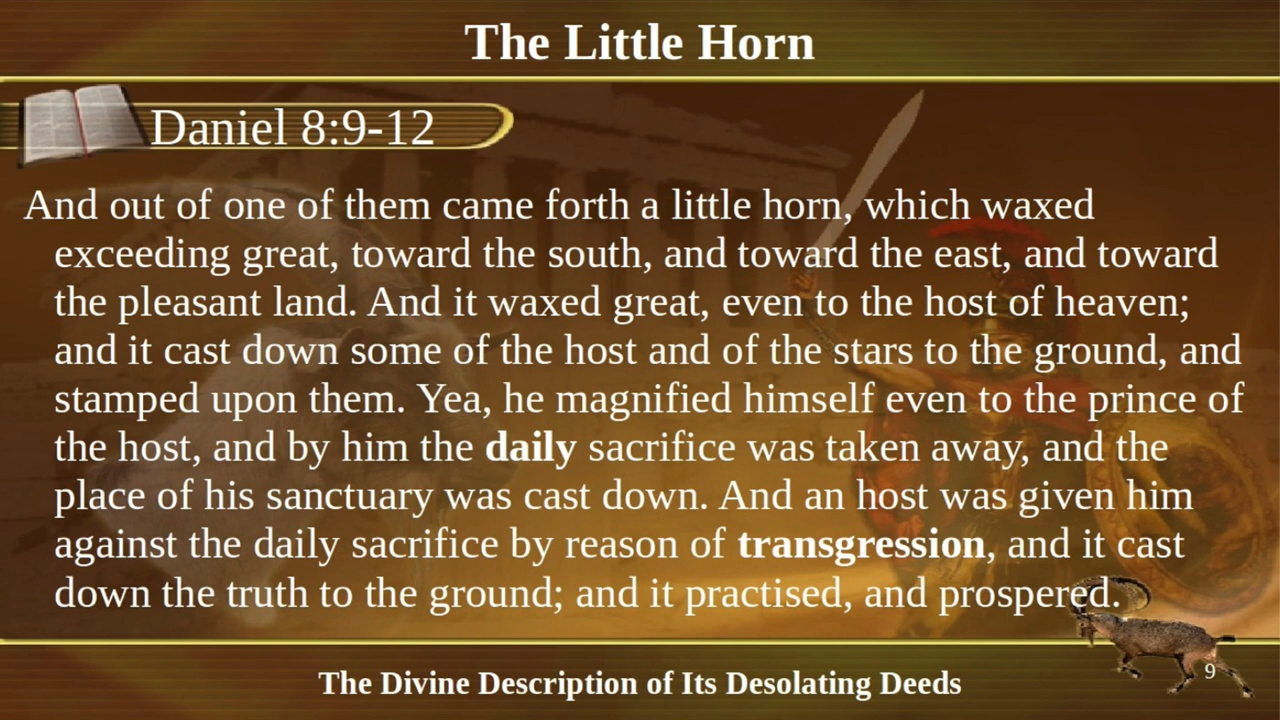 The Little Horn
Daniel 8:9-12
And out of one of them came forth a little horn, which waxed
exceeding great, toward the south, and toward the east, and toward
the pleasant land. And it waxed great, even to the host of heaven;
and it cast down some of the host and of the stars to the ground, and
stamped upon them. Yea, he magnified himself even to the prince of
the host, and by him the daily sacrifice was taken away, and the
place of his sanctuary was cast down. And an host was given him
against the daily sacrifice by reason of transgression, and it cast
down the truth to the ground; and it practised, and prospered.
The Divine Description of Its Desolating Deeds
9